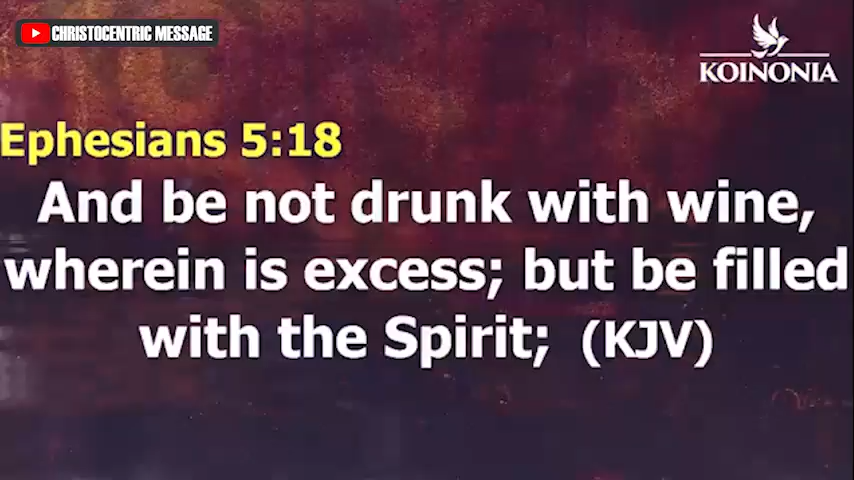 CHRISTOCENTRIC MESSAGE
KOINONIA
Ephesians 5:18
And be not drunk with wine,
wherein is excess; but be filled
with the Spirit; (KJV)